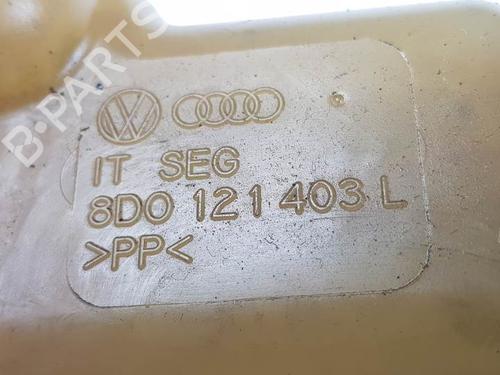 B-PARTS
IT SEG
8D0 121 403 L
>PP<